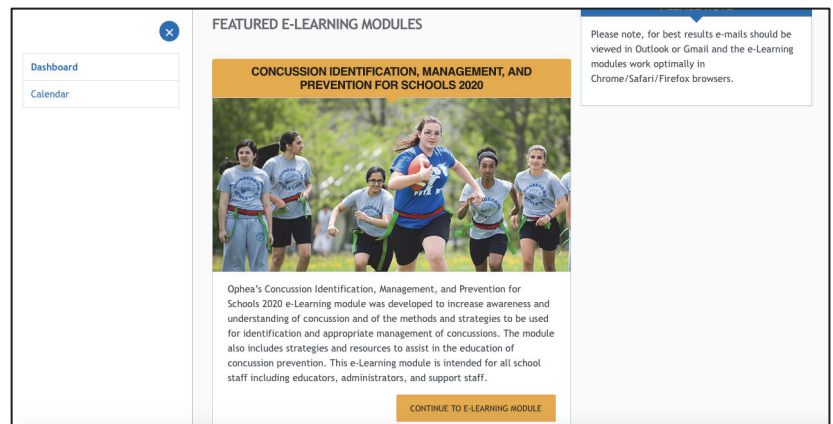 Dashboard
Calendar
FEATURED E-LEARNING MODULES
CONCUSSION IDENTIFICATION, MANAGEMENT, AND
PREVENTION FOR SCHOOLS 2020
Ophea's Concussion Identification, Management, and Prevention for
Schools 2020 e-Learning module was developed to increase awareness and
understanding of concussion and of the methods and strategies to be used
for identification and appropriate management of concussions. The module
also includes strategies and resources to assist in the education of
concussion prevention. This e-Learning module is intended for all school
staff including educators, administrators, and support staff.
CONTINUE TO E-LEARNING MODULE
Please note, for best results e-mails should be
viewed in Outlook or Gmail and the e-Learning
modules work optimally in
Chrome/Safari/Firefox browsers.